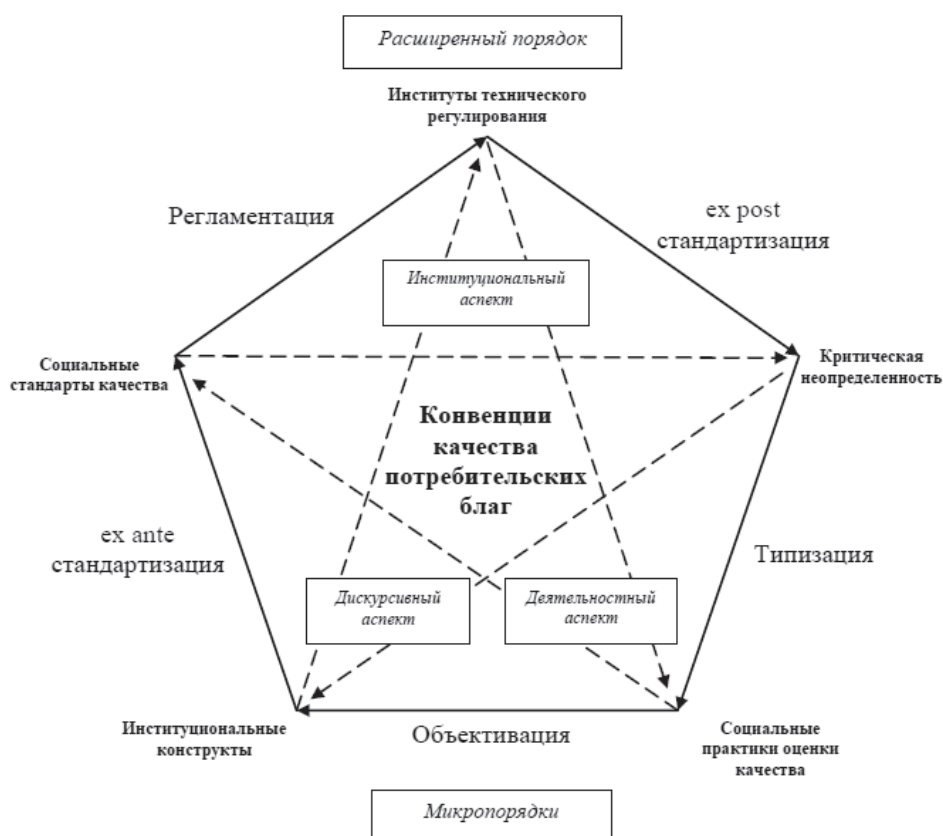 Расширенный порядок
Институты технического
регулирования
Регламентация
ex post
стандартизация
Институциональный
аспект
Социальные
стандарты качества
Критическая
неопределенность
Конвенции
качества
потребительских
благ
ex ante
стандартизация
Типизация
Дискурсивный
аспект
Деятельностный
аспект
Институциональные
конструкты
Объективация
Социальные
практики оценки
качества
Микропорядки